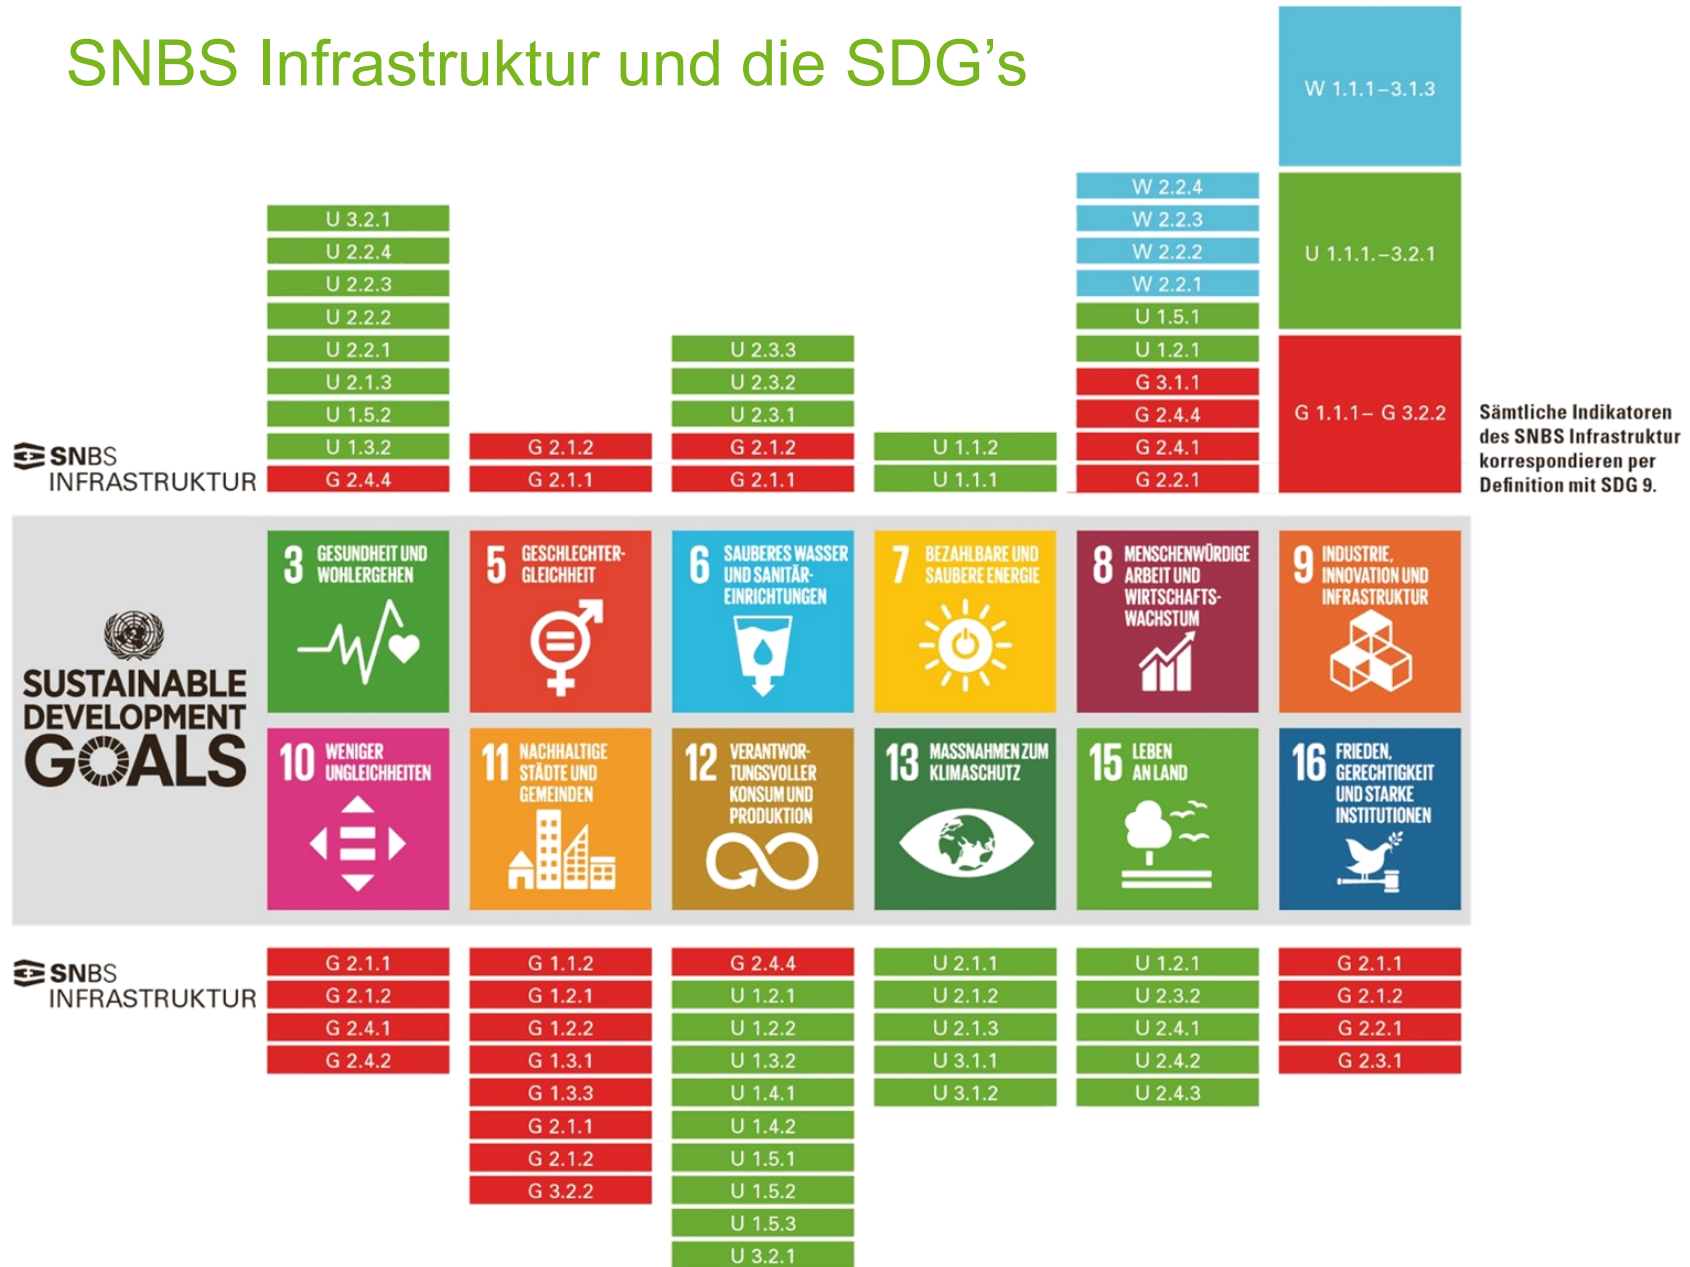 SNBS Infrastruktur und die SDG's
W 1.1.1–3.1.3
U 1.1.1.–3.2.1
G 1.1.1– G 3.2.2
U 3.2.1
U 2.2.4
U 2.2.3
U 2.2.2
U 2.2.1
U 2.1.3
U 1.5.2
U 1.3.2
G 2.4.4
G 2.1.2
G 2.1.1
U 2.3.3
U 2.3.2
U 2.3.1
G 2.1.2
G 2.1.1
U 1.1.2
U 1.1.1
W 2.2.4
W 2.2.3
W 2.2.2
W 2.2.1
U 1.5.1
U 1.2.1
G 3.1.1
G 2.4.4
G 2.4.1
G 2.2.1
Sämtliche Indikatoren
des SNBS Infrastruktur
korrespondieren per
Definition mit SDG 9.
SNBS
INFRASTRUKTUR
SUSTAINABLE
DEVELOPMENT
GOALS
3 GESUNDHEIT UND
WOHLERGEHEN
5 GESCHLECHTER-
GLEICHHEIT
6 SAUBERES WASSER
UND SANITÄR-
EINRICHTUNGEN
7 BEZAHLBARE UND
SAUBERE ENERGIE
8 MENSCHENWÜRDIGE
ARBEIT UND
WIRTSCHAFTS-
WACHSTUM
9 INDUSTRIE,
INNOVATION UND
INFRASTRUKTUR
10 WENIGER
UNGLEICHHEITEN
11 NACHHALTIGE
STÄDTE UND
GEMEINDEN
12 VERANTWOR-
TUNGSVOLLER
KONSUM UND
PRODUKTION
13 MASSNAHMEN ZUM
KLIMASCHUTZ
15 LEBEN
AN LAND
16 FRIEDEN,
GERECHTIGKEIT
UND STARKE
INSTITUTIONEN
SNBS
INFRASTRUKTUR
G 2.1.1
G 2.1.2
G 2.4.1
G 2.4.2
G 1.1.2
G 1.2.1
G 1.2.2
G 1.3.1
G 1.3.3
G 2.1.1
G 2.1.2
G 3.2.2
G 2.4.4
U 1.2.1
U 1.2.2
U 1.3.2
U 1.4.1
U 1.4.2
U 1.5.1
U 1.5.2
U 1.5.3
U 3.2.1
U 2.1.1
U 2.1.2
U 2.1.3
U 3.1.1
U 3.1.2
U 1.2.1
U 2.3.2
U 2.4.1
U 2.4.2
U 2.4.3
G 2.1.1
G 2.1.2
G 2.2.1
G 2.3.1